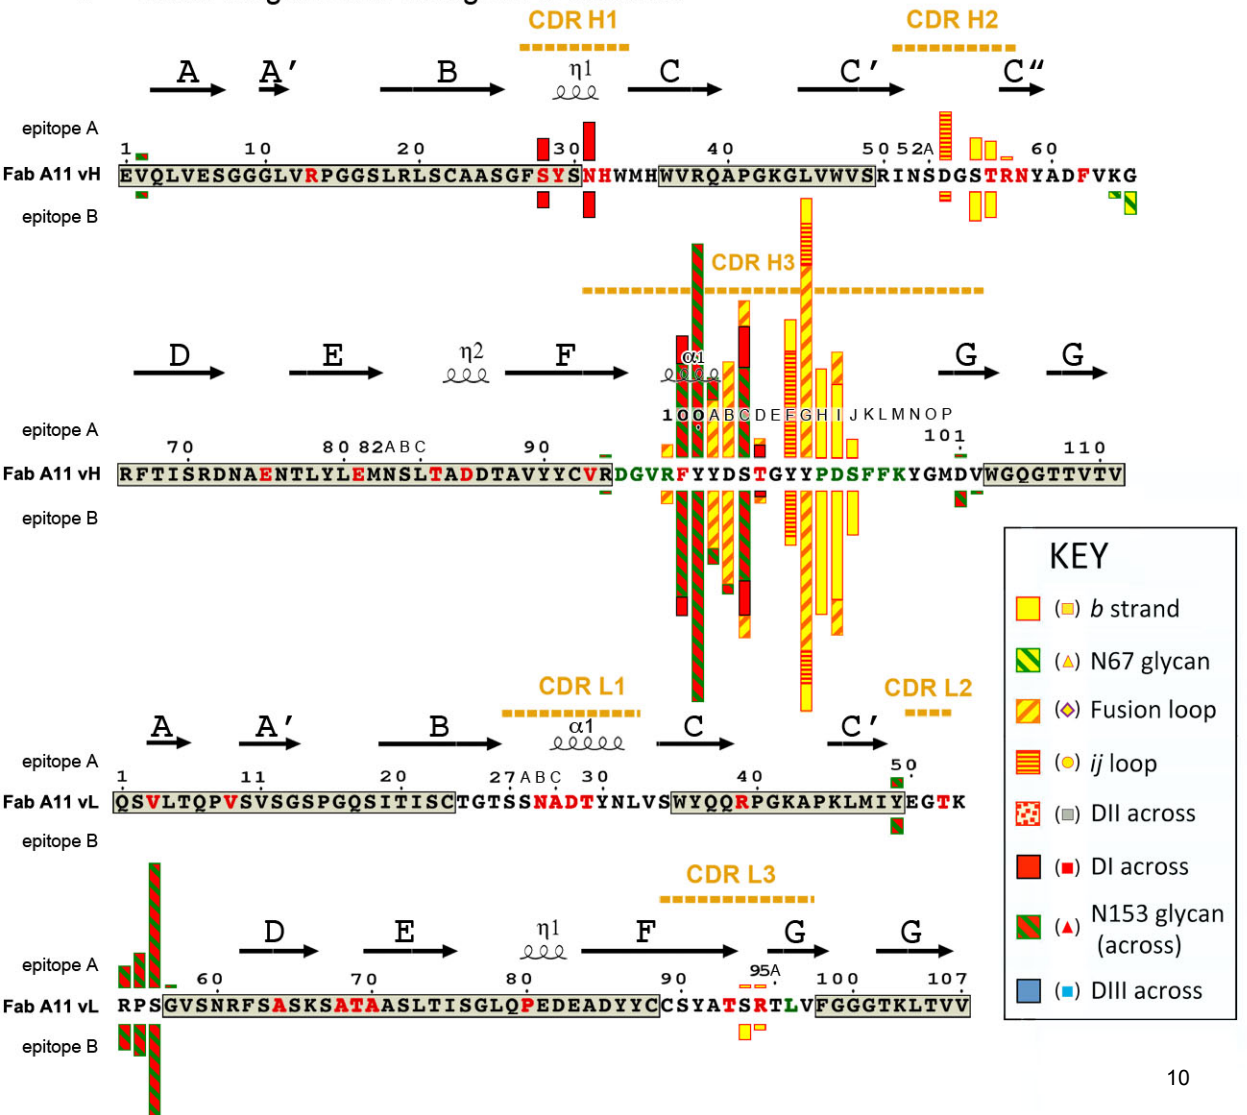 CDR H1 CDR H2
A A′ B η1 C C′ C″
epitope A
1 10 20 30 40 50 52A 60
Fab A11 vH EVQLVESGGGLVRPGGSLRLSCAASGFSYSNHWMHWVRQAPGKGLVWVSRINSDGSTRNYADFVKG
epitope B
CDR H3
D E η2 F α1 G G
epitope A
100ABCDEFGHIJKLMNOP
70 80 82ABC 90 101 110
Fab A11 vH RFTISRDNAENTLYLEMNSLTADDTAVYYCVRDGVRFYYDSTGYYPDSFFKYGMDVWGQGTTVTV
epitope B
KEY
b strand
N67 glycan
Fusion loop
ij loop
DII across
DI across
N153 glycan
(across)
DIII across
CDR L1 CDR L2
A A′ B α1 C C′
epitope A
1 11 20 27ABC 30 40 50
Fab A11 vL QSVLTQPVSVSGSPGQSITISCTGTSSNADTYNLVSWYQQRPGKAPKLMIYEGTK
epitope B
CDR L3
D E η1 F G G
epitope A
60 70 80 90 95A 100 107
Fab A11 vL RPSGVSNRFSASKSATAASLTISGLQPEDEADYYCCSYATSRTLVFGGGTKLTVV
epitope B
10